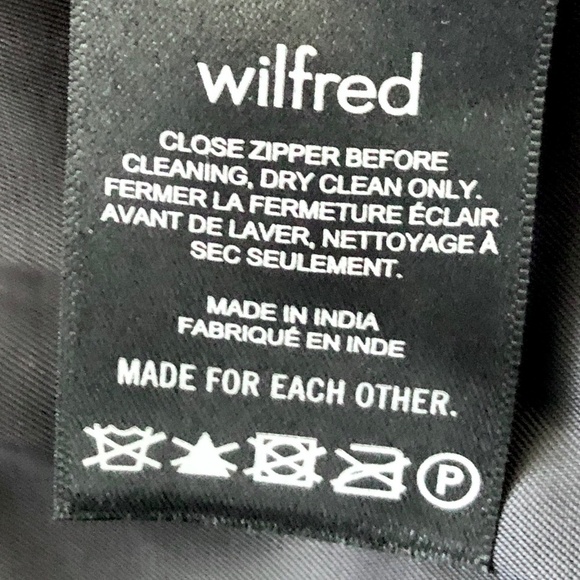 wilfred
CLOSE ZIPPER BEFORE
CLEANING, DRY CLEAN ONLY.
FERMER LA FERMETURE ÉCLAIR
AVANT DE LAVER, NETTOYAGE À
SEC SEULEMENT.
MADE IN INDIA
FABRIQUÉ EN INDE
MADE FOR EACH OTHER.
P